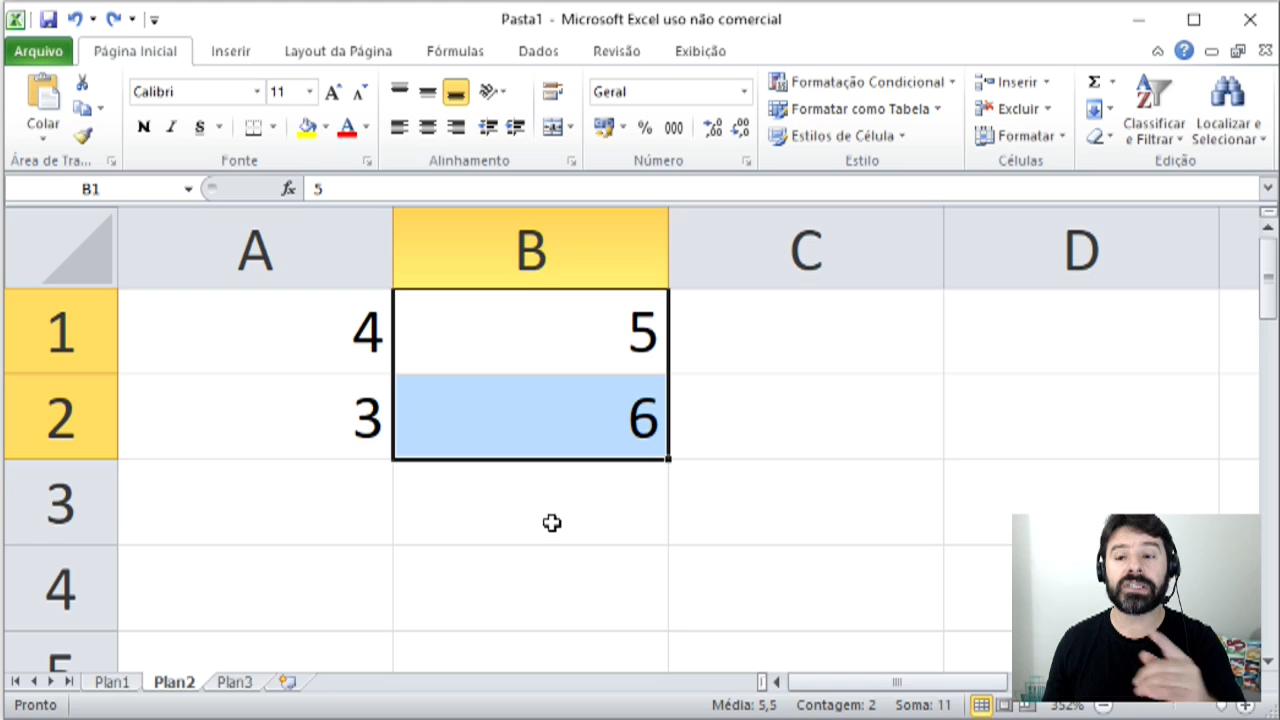 Pasta1 - Microsoft Excel uso não comercial
Arquivo Página Inicial Inserir Layout da Página Fórmulas Dados Revisão Exibição
Calibri 11 Geral Formatação Condicional Inserir Σ
Colar Formatar como Tabela Excluir Classificar e Filtrar Localizar e Selecionar
N I S A % 000 Estilos de Célula Formatar
Área de Tra... Fonte Alinhamento Número Estilo Células Edição
B1 fx 5
A B C D
1 4 5
2 3 6
3
4
5
Plan1 Plan2 Plan3
Pronto Média: 5,5 Contagem: 2 Soma: 11 352%